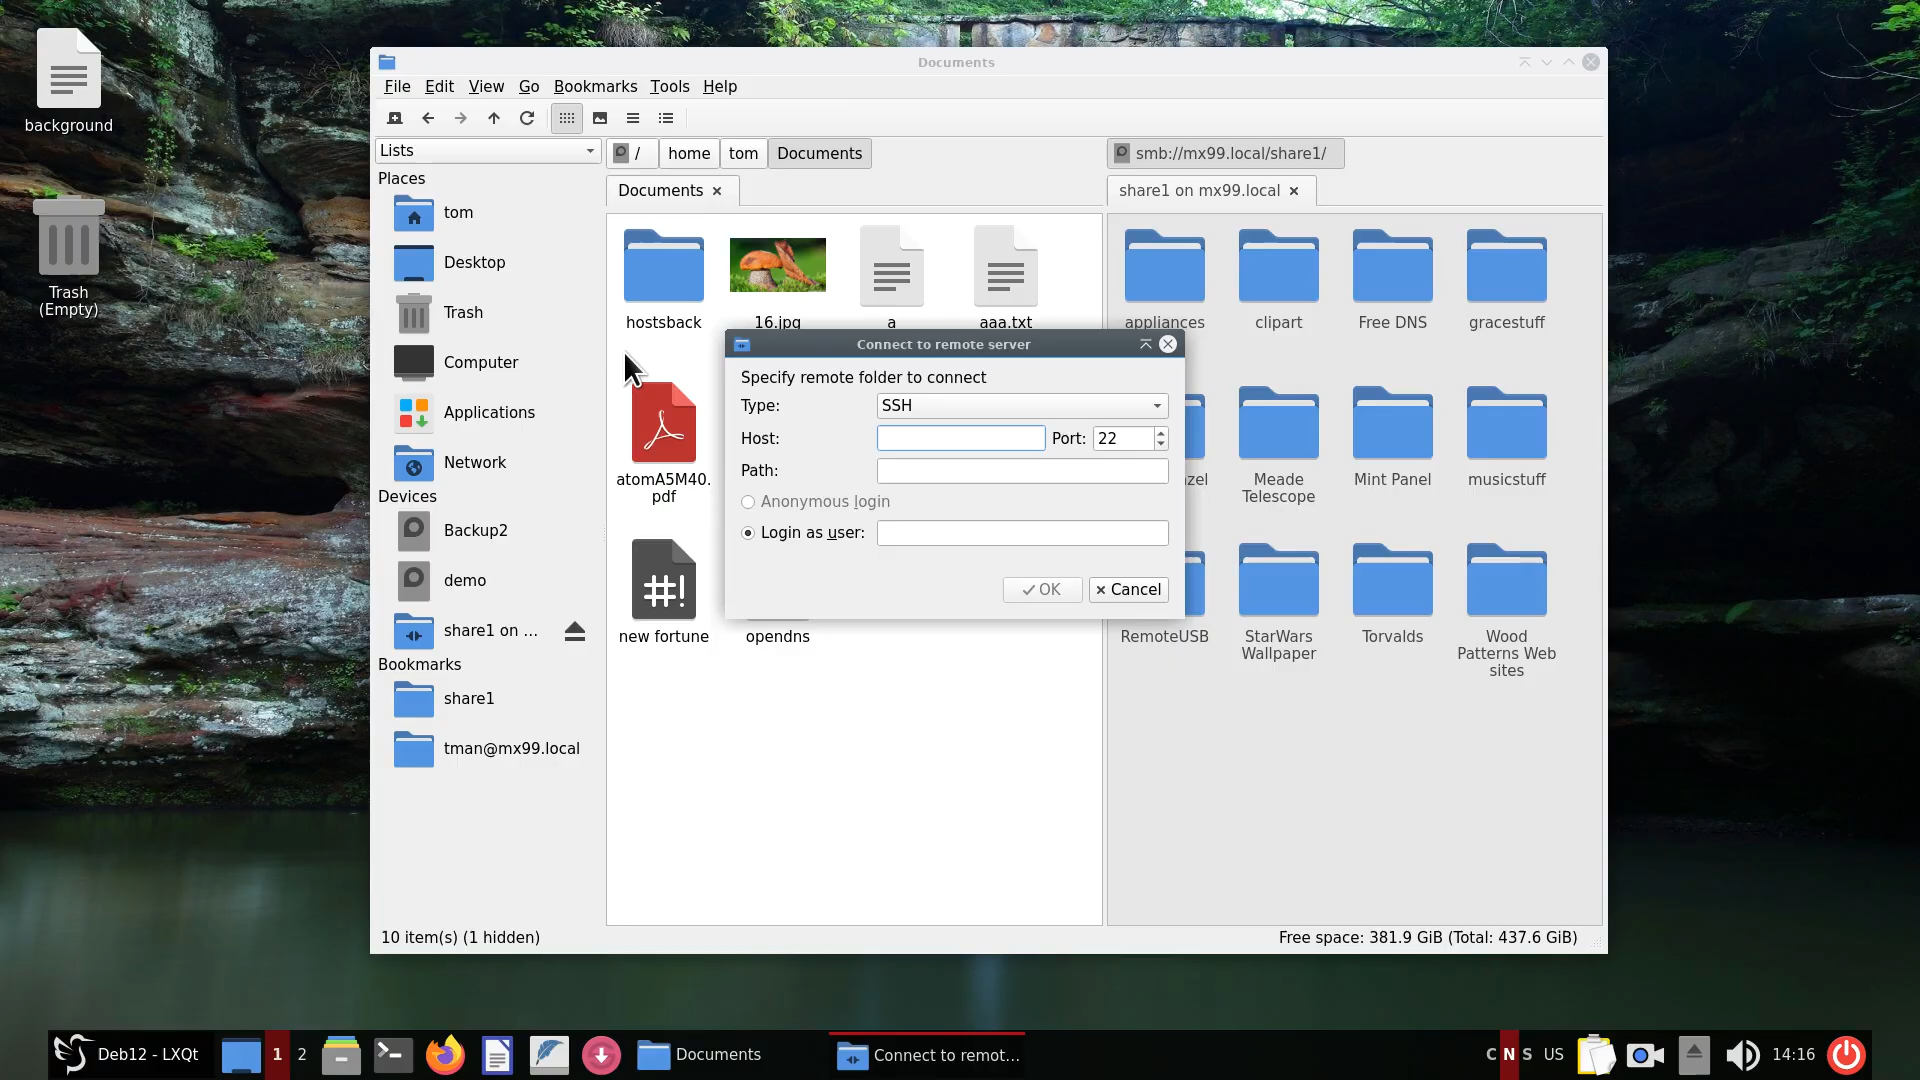 background
Trash
(Empty)
Documents
File Edit View Go Bookmarks Tools Help
Lists
/ home tom Documents
smb://mx99.local/share1/
Documents
share1 on mx99.local
Places
tom
Desktop
Trash
Computer
Applications
Network
Devices
Backup2
demo
share1 on ...
Bookmarks
share1
tman@mx99.local
hostsback
16.jpg
a
aaa.txt
atomA5M40.
pdf
new fortune
opendns
appliances
clipart
Free DNS
gracestuff
Meade
Telescope
Mint Panel
musicstuff
RemoteUSB
StarWars
Wallpaper
Torvalds
Wood
Patterns Web
sites
Connect to remote server
Specify remote folder to connect
Type: SSH
Host: Port: 22
Path:
Anonymous login
Login as user:
OK Cancel
10 item(s) (1 hidden)
Free space: 381.9 GiB (Total: 437.6 GiB)
Deb12 - LXQt 1 2 Documents Connect to remot... C N S US 14:16